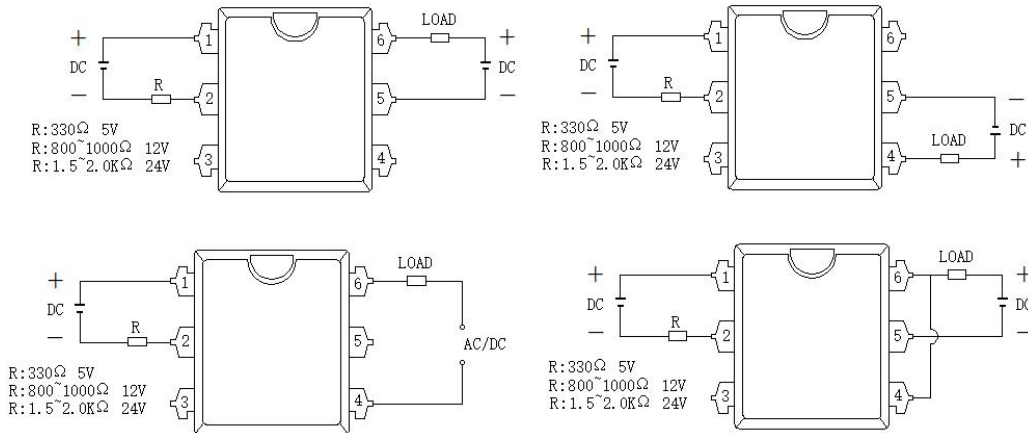 LOAD
+ 1 6 +
DC DC
− R 2 5 −
3 4
R:330Ω 5V
R:800~1000Ω 12V
R:1.5~2.0KΩ 24V
+ 1 6
DC
− R 2 5 −
DC
3 4 LOAD +
R:330Ω 5V
R:800~1000Ω 12V
R:1.5~2.0KΩ 24V
LOAD
+ 1 6
DC
− R 2 5 AC/DC
3 4
R:330Ω 5V
R:800~1000Ω 12V
R:1.5~2.0KΩ 24V
LOAD
+ 1 6 +
DC DC
− R 2 5 −
3 4
R:330Ω 5V
R:800~1000Ω 12V
R:1.5~2.0KΩ 24V